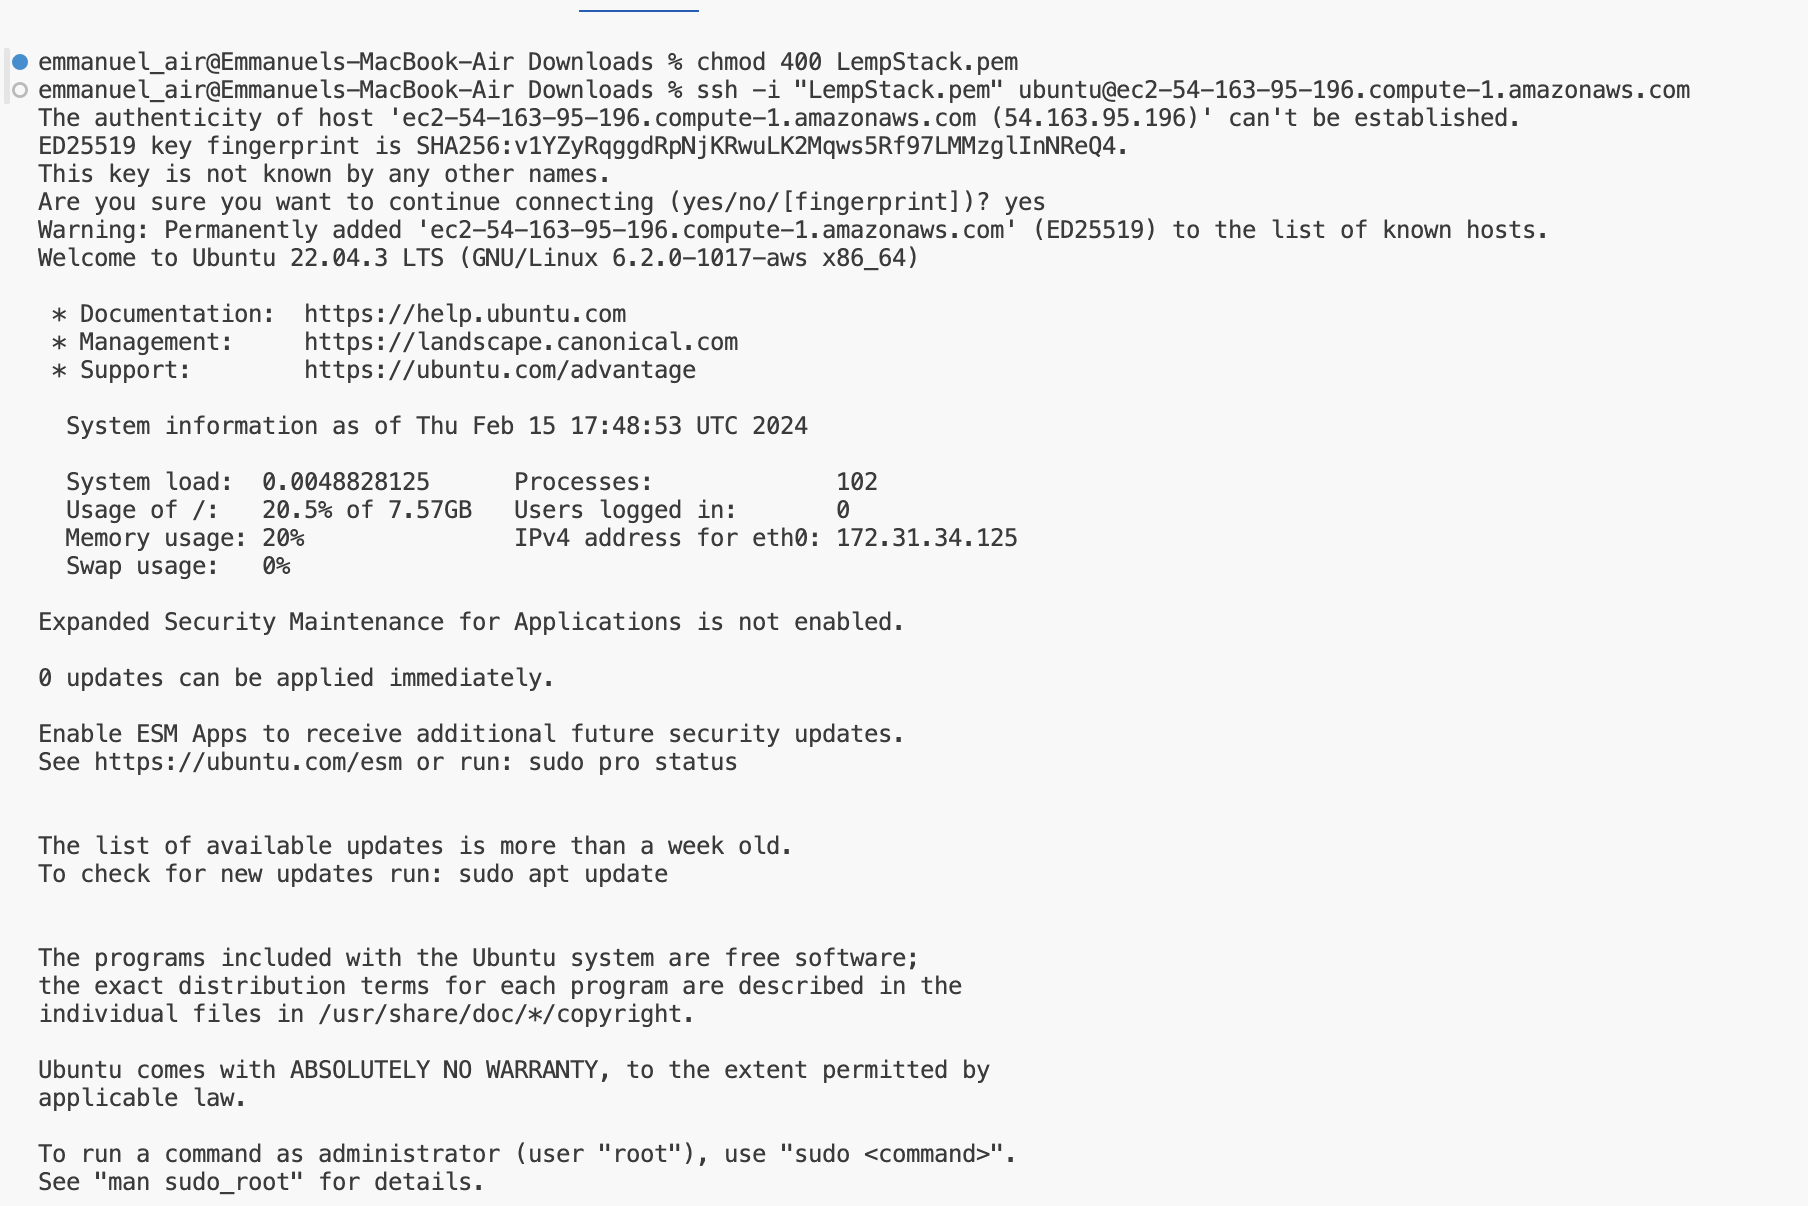 emmanuel_air@Emmanuels-MacBook-Air Downloads % chmod 400 LempStack.pem
emmanuel_air@Emmanuels-MacBook-Air Downloads % ssh -i "LempStack.pem" ubuntu@ec2-54-163-95-196.compute-1.amazonaws.com
The authenticity of host 'ec2-54-163-95-196.compute-1.amazonaws.com (54.163.95.196)' can't be established.
ED25519 key fingerprint is SHA256:v1YZyRqggdRpNjKRwuLK2Mqws5Rf97LMMzglInNReQ4.
This key is not known by any other names.
Are you sure you want to continue connecting (yes/no/[fingerprint])? yes
Warning: Permanently added 'ec2-54-163-95-196.compute-1.amazonaws.com' (ED25519) to the list of known hosts.
Welcome to Ubuntu 22.04.3 LTS (GNU/Linux 6.2.0-1017-aws x86_64)
* Documentation:  https://help.ubuntu.com
* Management:     https://landscape.canonical.com
* Support:        https://ubuntu.com/advantage
System information as of Thu Feb 15 17:48:53 UTC 2024
System load:  0.0048828125      Processes:             102
Usage of /:   20.5% of 7.57GB   Users logged in:       0
Memory usage: 20%               IPv4 address for eth0: 172.31.34.125
Swap usage:   0%
Expanded Security Maintenance for Applications is not enabled.
0 updates can be applied immediately.
Enable ESM Apps to receive additional future security updates.
See https://ubuntu.com/esm or run: sudo pro status
The list of available updates is more than a week old.
To check for new updates run: sudo apt update
The programs included with the Ubuntu system are free software;
the exact distribution terms for each program are described in the
individual files in /usr/share/doc/*/copyright.
Ubuntu comes with ABSOLUTELY NO WARRANTY, to the extent permitted by
applicable law.
To run a command as administrator (user "root"), use "sudo <command>".
See "man sudo_root" for details.